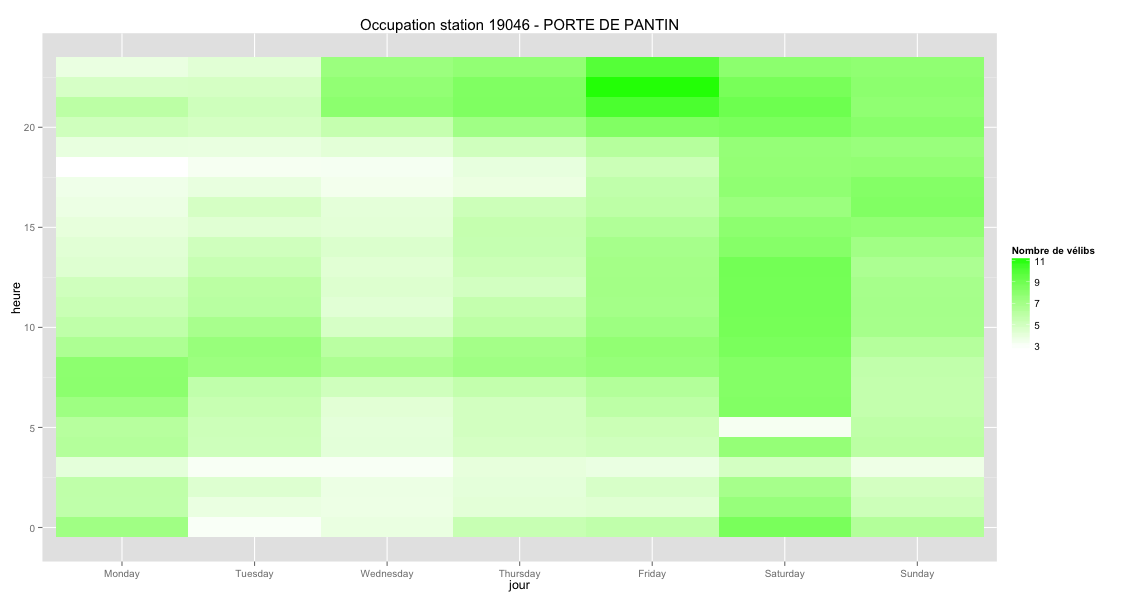 Occupation station 19046 - PORTE DE PANTIN
heure
20
15
10
5
0
Monday Tuesday Wednesday Thursday Friday Saturday Sunday
jour
Nombre de vélibs
11
9
7
5
3